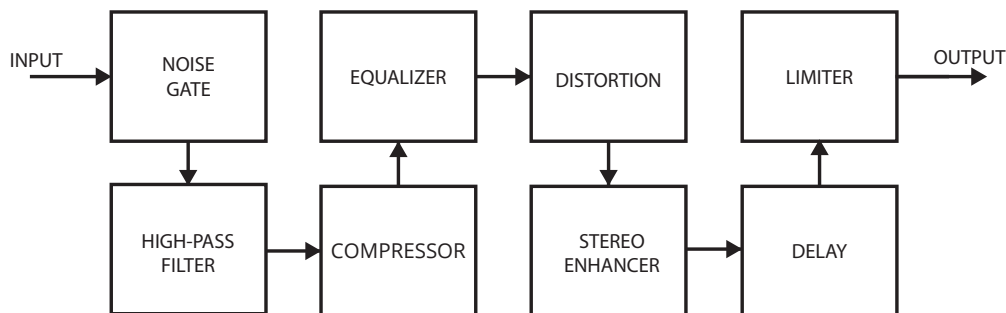 INPUT
NOISE
GATE
HIGH-PASS
FILTER
COMPRESSOR
EQUALIZER
DISTORTION
STEREO
ENHANCER
DELAY
LIMITER
OUTPUT